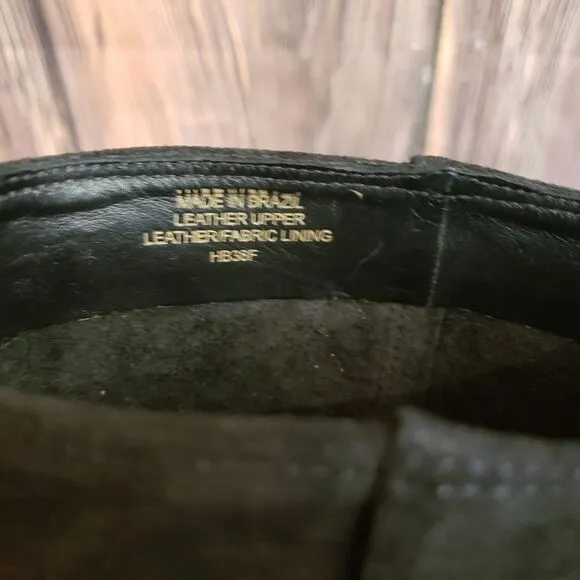 MADE IN BRAZIL
LEATHER UPPER
LEATHER/FABRIC LINING
HB38F